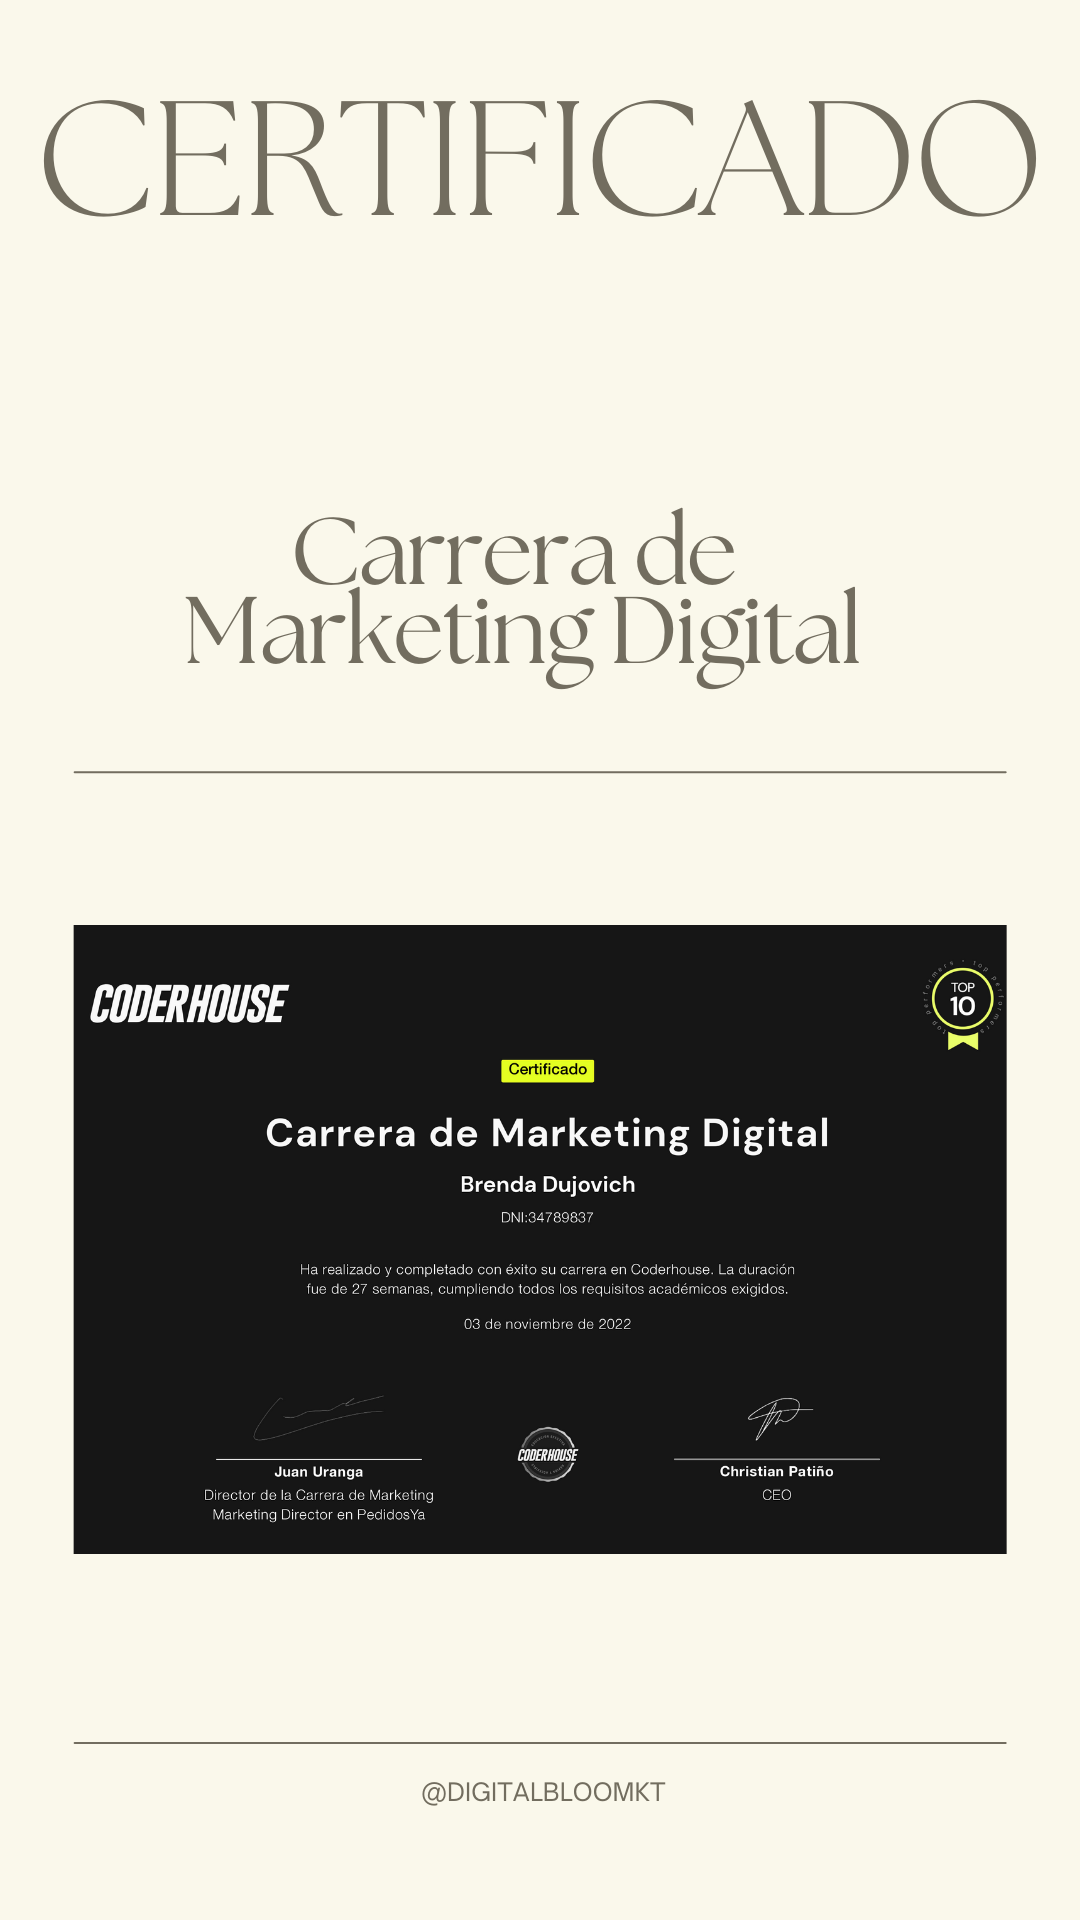 CERTIFICADO
Carrera de
Marketing Digital
CODERHOUSE
top performers • top performers • top performers
TOP
10
Certificado
Carrera de Marketing Digital
Brenda Dujovich
DNI:34789837
Ha realizado y completado con éxito su carrera en Coderhouse. La duración
fue de 27 semanas, cumpliendo todos los requisitos académicos exigidos.
03 de noviembre de 2022
CODERHOUSE
Juan Uranga
Director de la Carrera de Marketing
Marketing Director en PedidosYa
Christian Patiño
CEO
@DIGITALBLOOMKT